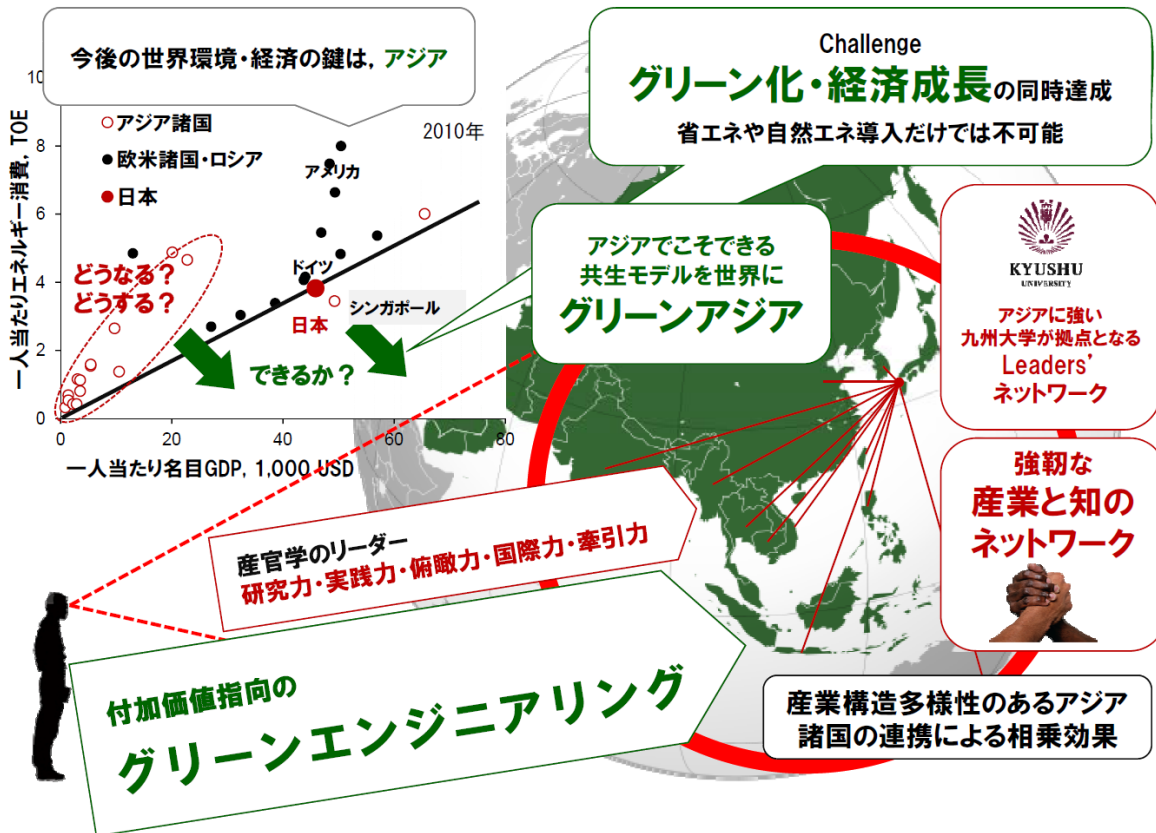 今後の世界環境・経済の鍵は, アジア
一人当たりエネルギー消費, TOE
10
8
6
4
2
0
○アジア諸国
●欧米諸国・ロシア
●日本
2010年
アメリカ
ドイツ
日本
シンガポール
どうなる?
どうする?
できるか?
0
20
40
60
80
一人当たり名目GDP, 1,000 USD
Challenge
グリーン化・経済成長の同時達成
省エネや自然エネ導入だけでは不可能
アジアでこそできる
共生モデルを世界に
グリーンアジア
KYUSHU
UNIVERSITY
アジアに強い
九州大学が拠点となる
Leaders'
ネットワーク
強靭な
産業と知の
ネットワーク
産官学のリーダー
研究力・実践力・俯瞰力・国際力・牽引力
付加価値指向の
グリーンエンジニアリング
産業構造多様性のあるアジア
諸国の連携による相乗効果